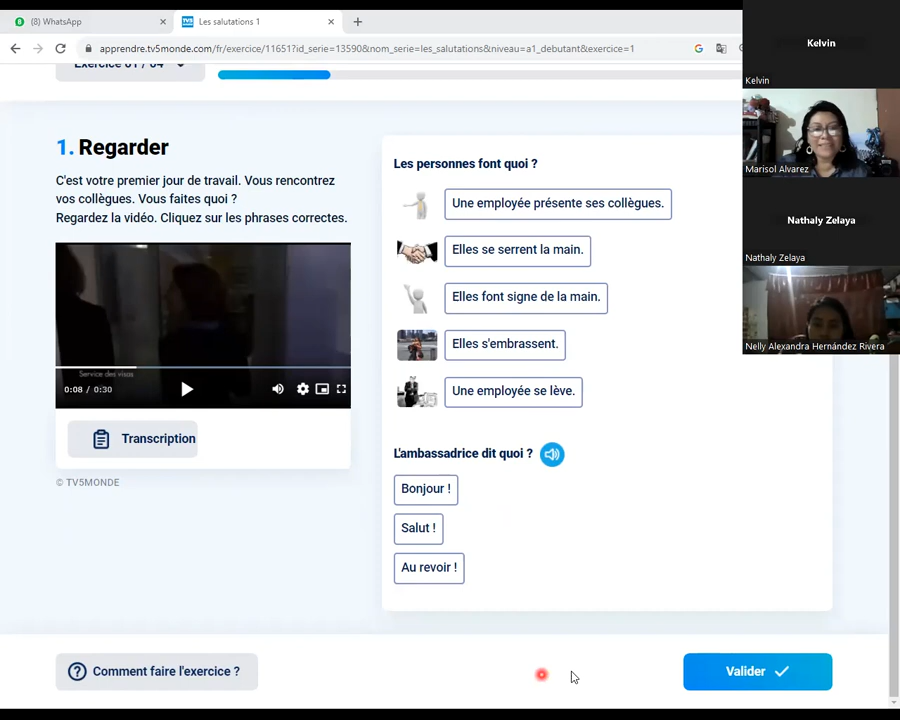 (8) WhatsApp
TV5
Les salutations 1
apprendre.tv5monde.com/fr/exercice/11651?id_serie=13590&nom_serie=les_salutations&niveau=a1_debutant&exercice=1
Exercice 01 / 04
1. Regarder
C'est votre premier jour de travail. Vous rencontrez
vos collègues. Vous faites quoi ?
Regardez la vidéo. Cliquez sur les phrases correctes.
Service des visas
0:08 / 0:30
Transcription
© TV5MONDE
Les personnes font quoi ?
Une employée présente ses collègues.
Elles se serrent la main.
Elles font signe de la main.
Elles s'embrassent.
Une employée se lève.
L'ambassadrice dit quoi ?
Bonjour !
Salut !
Au revoir !
Comment faire l'exercice ?
Valider
Kelvin
Kelvin
Marisol Alvarez
Nathaly Zelaya
Nathaly Zelaya
Nelly Alexandra Hernández Rivera